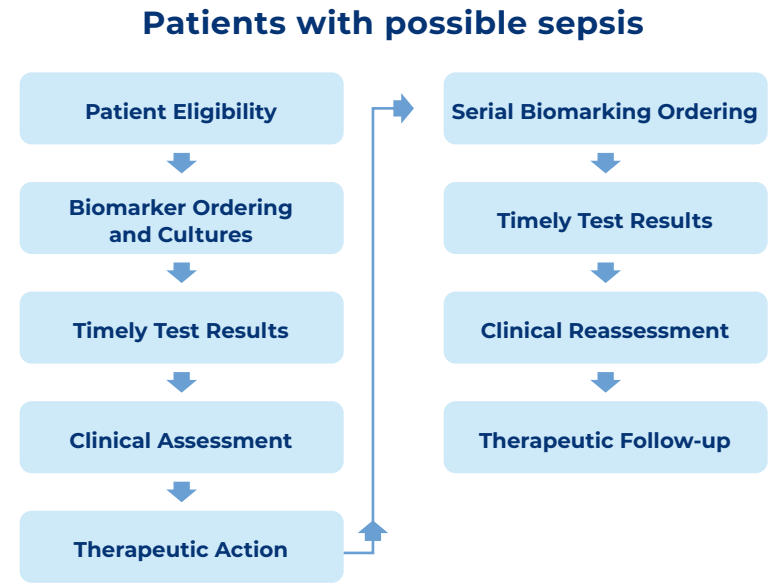 Patients with possible sepsis
Patient Eligibility
Biomarker Ordering
and Cultures
Timely Test Results
Clinical Assessment
Therapeutic Action
Serial Biomarking Ordering
Timely Test Results
Clinical Reassessment
Therapeutic Follow-up